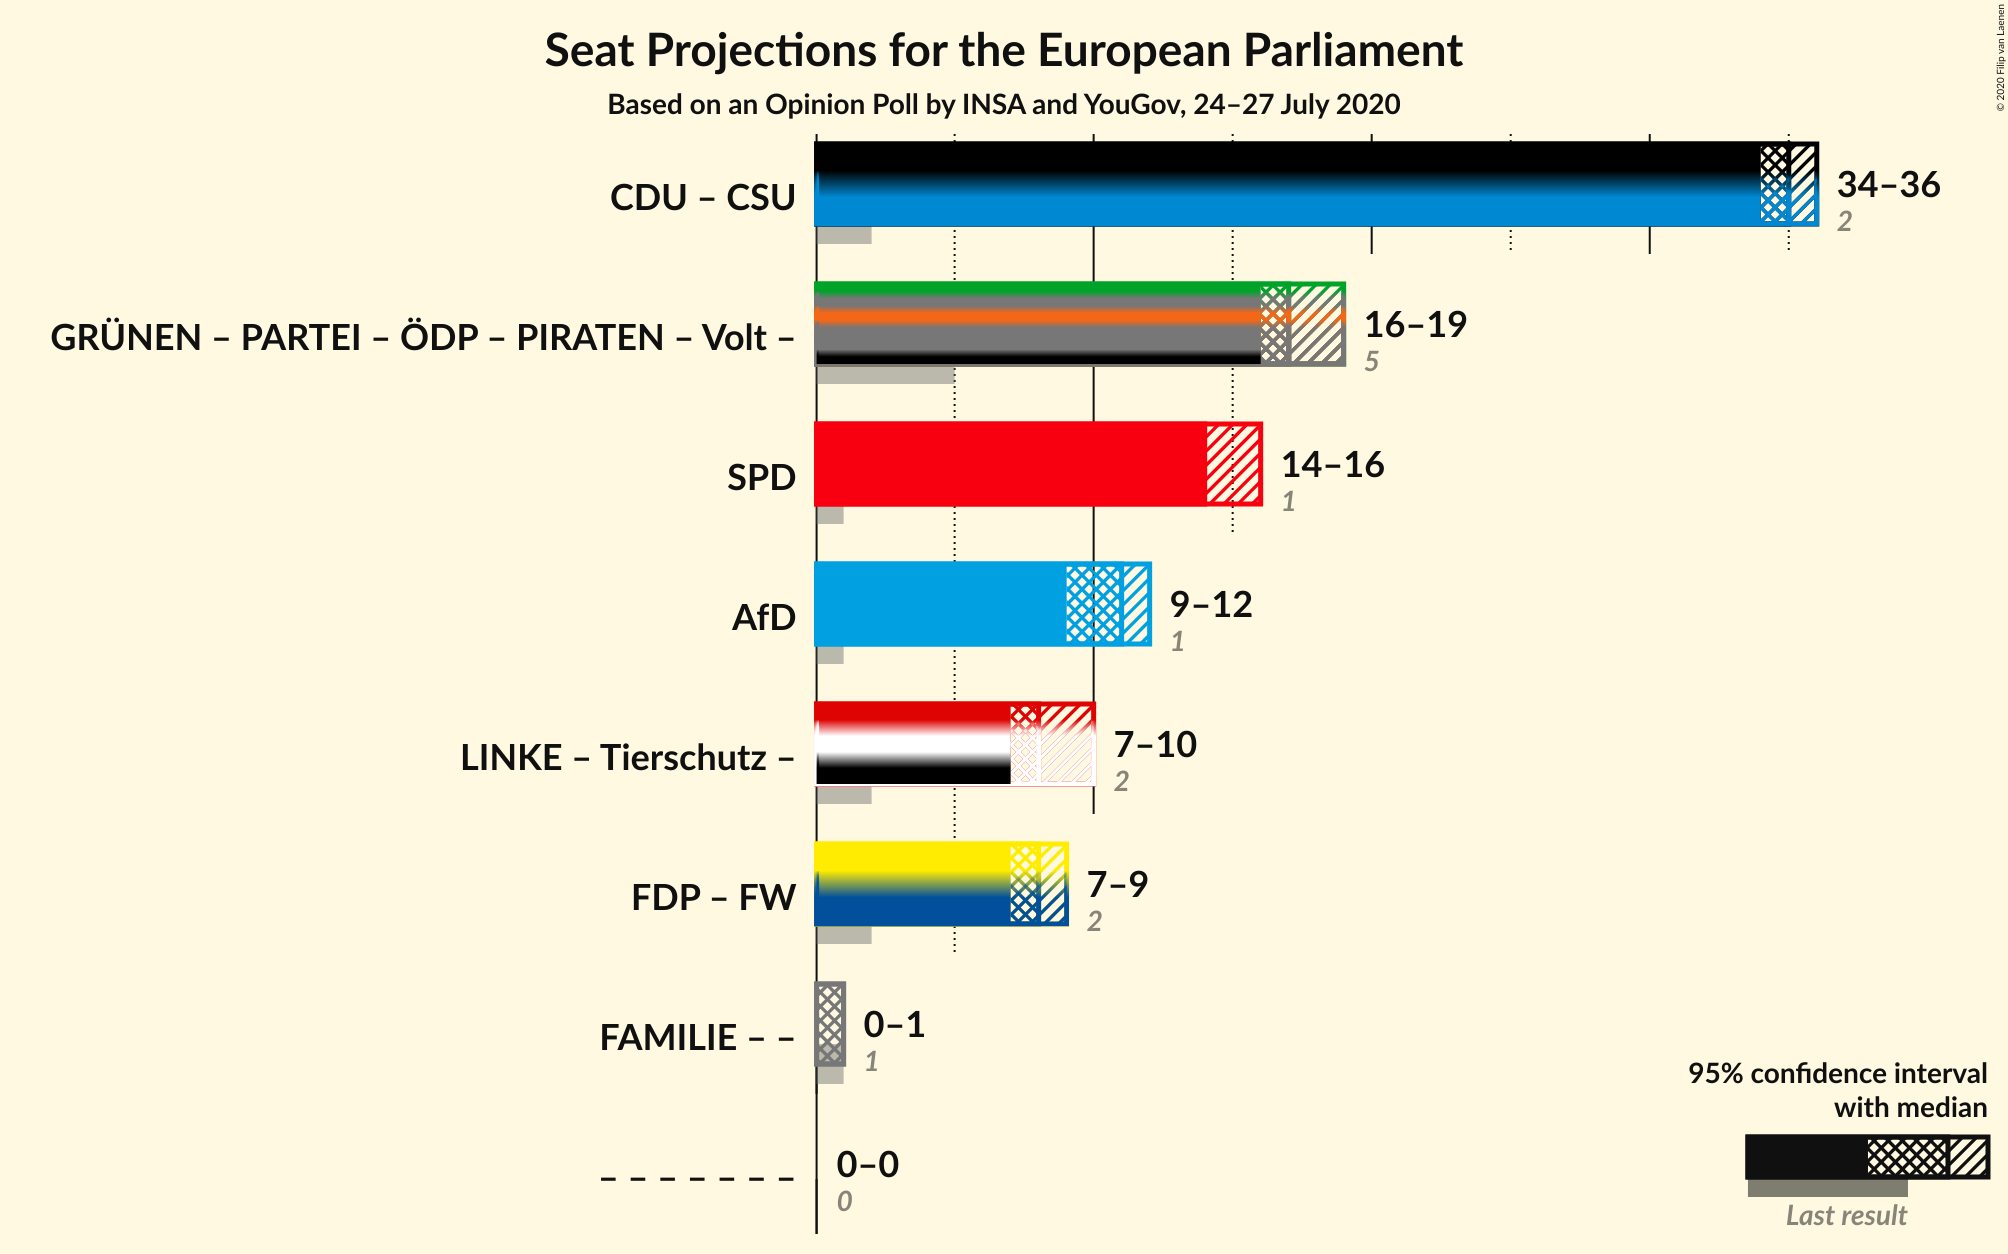 Seat Projections for the European Parliament
Based on an Opinion Poll by INSA and YouGov, 24–27 July 2020
© 2020 Filip van Laenen
CDU – CSU
34–36
2
GRÜNEN – PARTEI – ÖDP – PIRATEN – Volt –
16–19
5
SPD
14–16
1
AfD
9–12
1
LINKE – Tierschutz –
7–10
2
FDP – FW
7–9
2
FAMILIE – –
0–1
1
– – – – – – –
0–0
0
95% confidence interval
with median
Last result